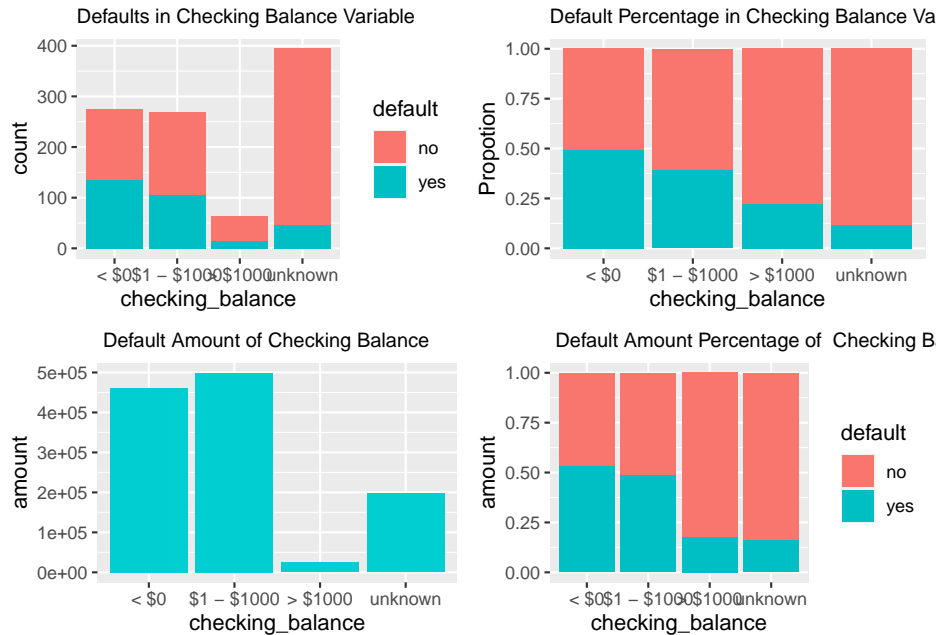 Defaults in Checking Balance Variable
400
300
200
100
0
count
< $0
$1 − $1000
> $1000
unknown
checking_balance
default
no
yes
Default Percentage in Checking Balance Va
1.00
0.75
0.50
0.25
0.00
Propotion
< $0
$1 − $1000
> $1000
unknown
checking_balance
Default Amount of Checking Balance
5e+05
4e+05
3e+05
2e+05
1e+05
0e+00
amount
< $0
$1 − $1000
> $1000
unknown
checking_balance
Default Amount Percentage of  Checking B
1.00
0.75
0.50
0.25
0.00
amount
< $0
$1 − $1000
> $1000
unknown
checking_balance
default
no
yes